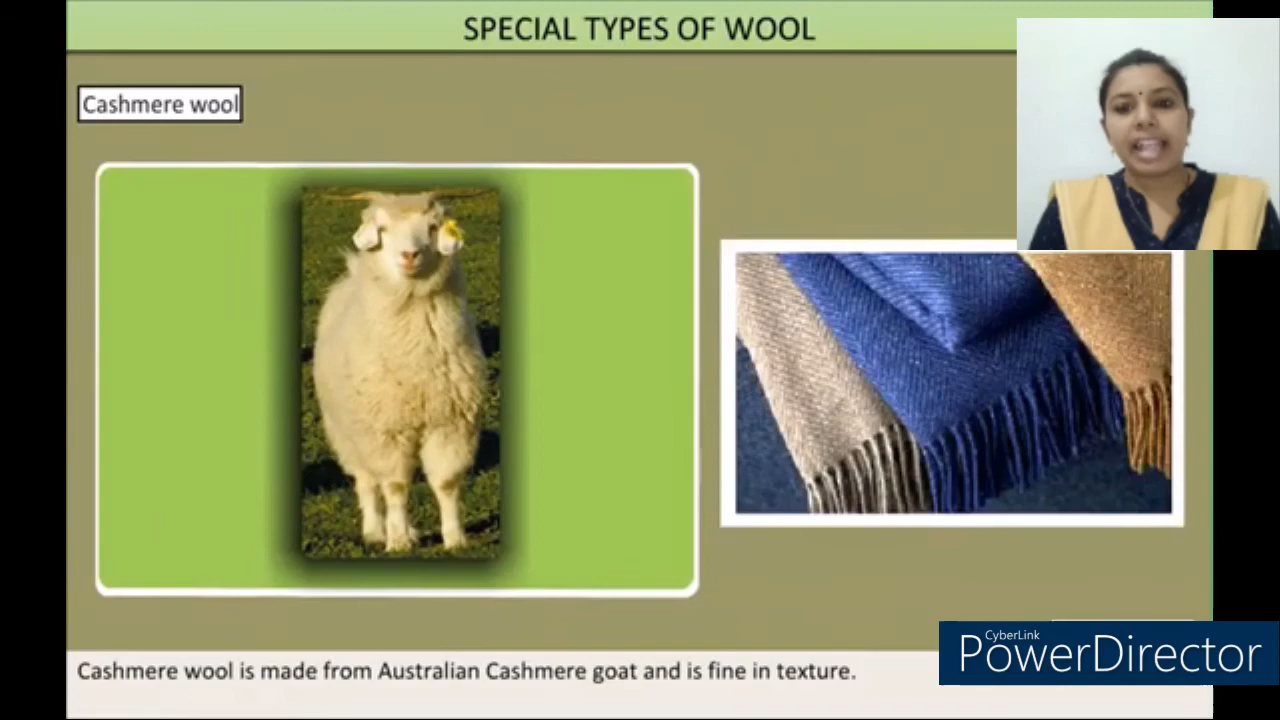 SPECIAL TYPES OF WOOL
Cashmere wool
Cashmere wool is made from Australian Cashmere goat and is fine in texture.
CyberLink
PowerDirector